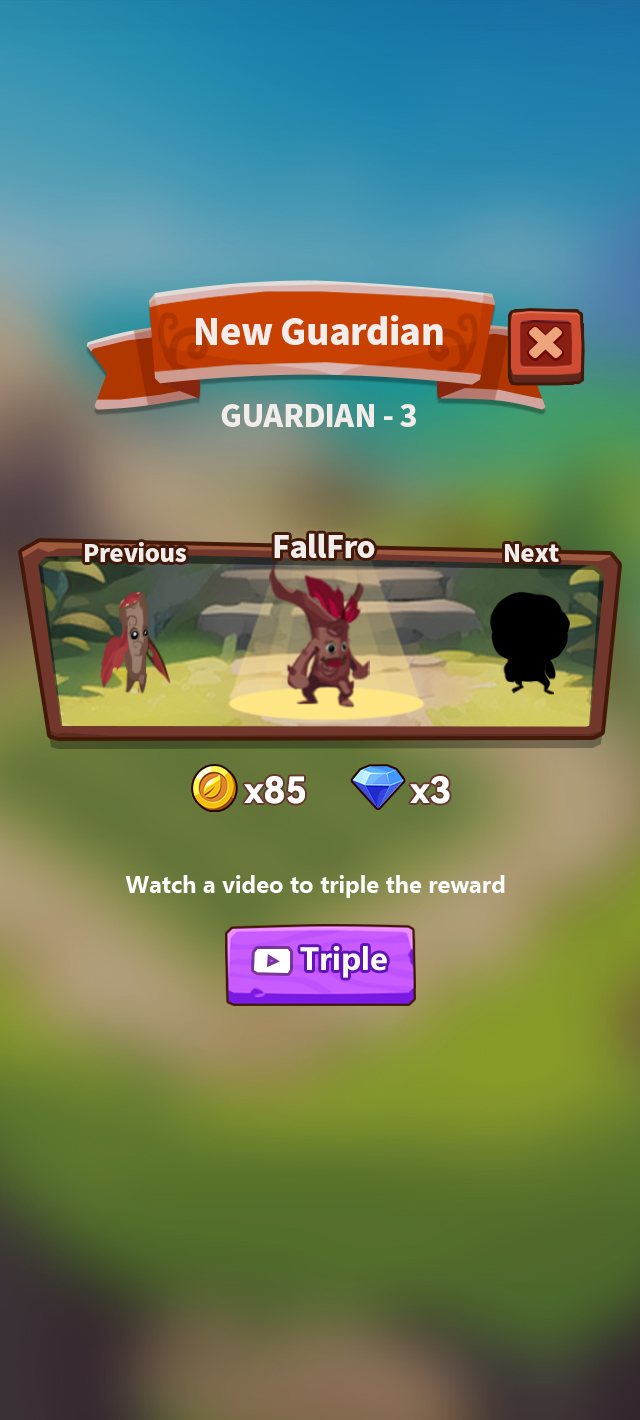 New Guardian
GUARDIAN - 3
Previous
FallFro
Next
x85
x3
Watch a video to triple the reward
Triple